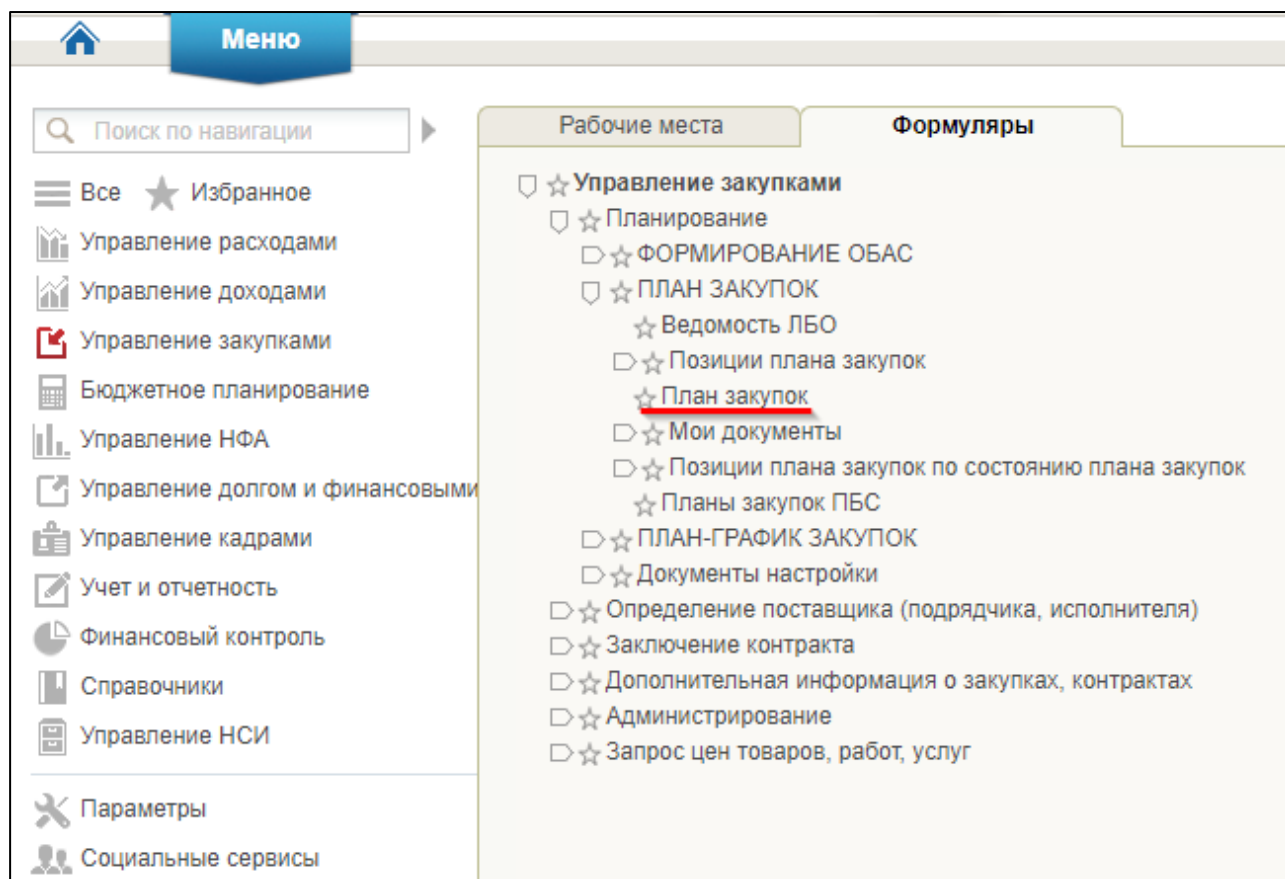 Меню
Поиск по навигации
Все Избранное
Управление расходами
Управление доходами
Управление закупками
Бюджетное планирование
Управление НФА
Управление долгом и финансовыми
Управление кадрами
Учет и отчетность
Финансовый контроль
Справочники
Управление НСИ
Параметры
Социальные сервисы
Рабочие места Формуляры
Управление закупками
Планирование
ФОРМИРОВАНИЕ ОБАС
ПЛАН ЗАКУПОК
Ведомость ЛБО
Позиции плана закупок
План закупок
Мои документы
Позиции плана закупок по состоянию плана закупок
Планы закупок ПБС
ПЛАН-ГРАФИК ЗАКУПОК
Документы настройки
Определение поставщика (подрядчика, исполнителя)
Заключение контракта
Дополнительная информация о закупках, контрактах
Администрирование
Запрос цен товаров, работ, услуг